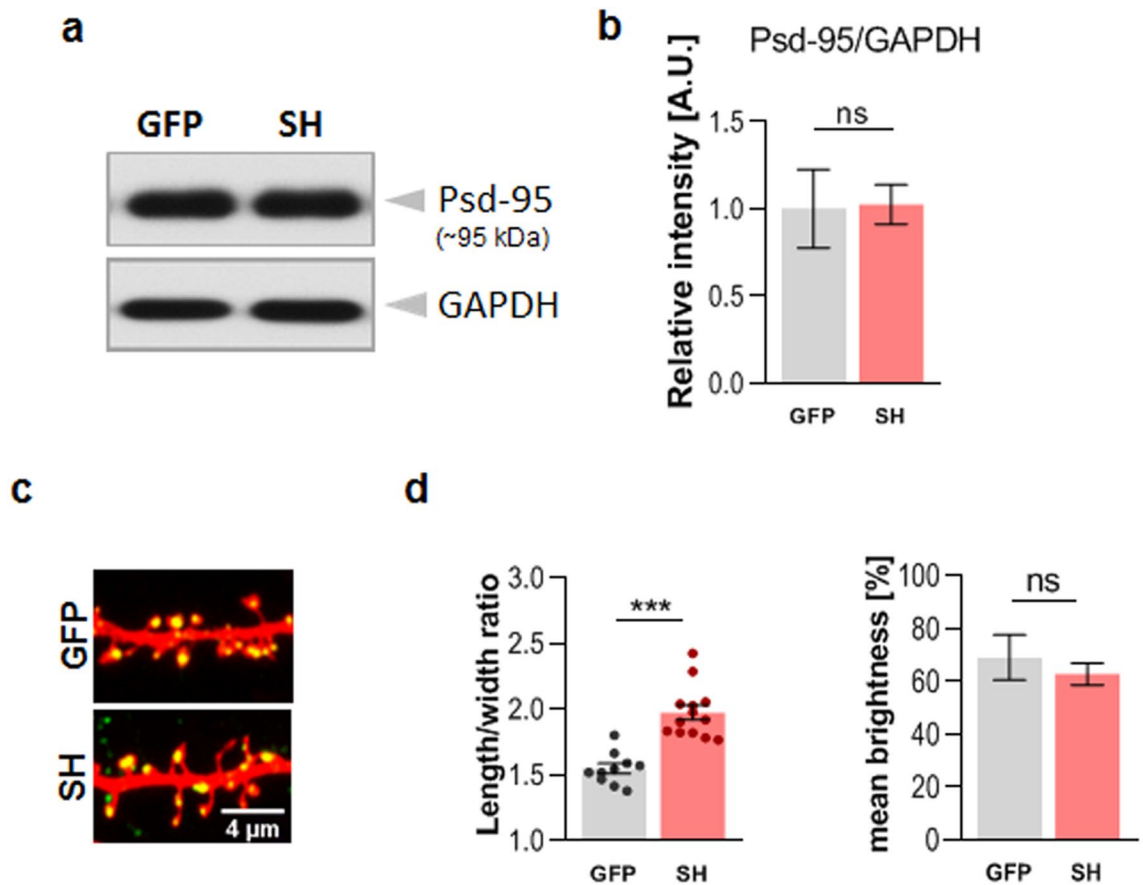 a
GFP SH
Psd-95
(~95 kDa)
GAPDH
b
Psd-95/GAPDH
Relative intensity [A.U.]
1.5
1.0
0.5
0.0
ns
GFP SH
c
GFP
SH
4 µm
d
Length/width ratio
3.0
2.5
2.0
1.5
1.0
***
GFP SH
mean brightness [%]
100
80
60
40
20
0
ns
GFP SH